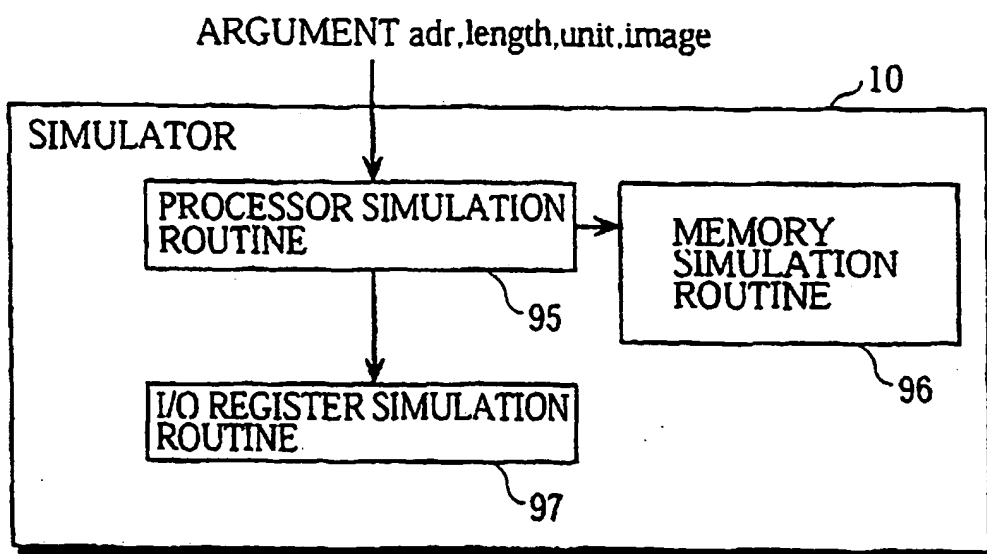 ARGUMENT adr,length,unit,image
10
SIMULATOR
PROCESSOR SIMULATION
ROUTINE
95
MEMORY
SIMULATION
ROUTINE
96
I/O REGISTER SIMULATION
ROUTINE
97